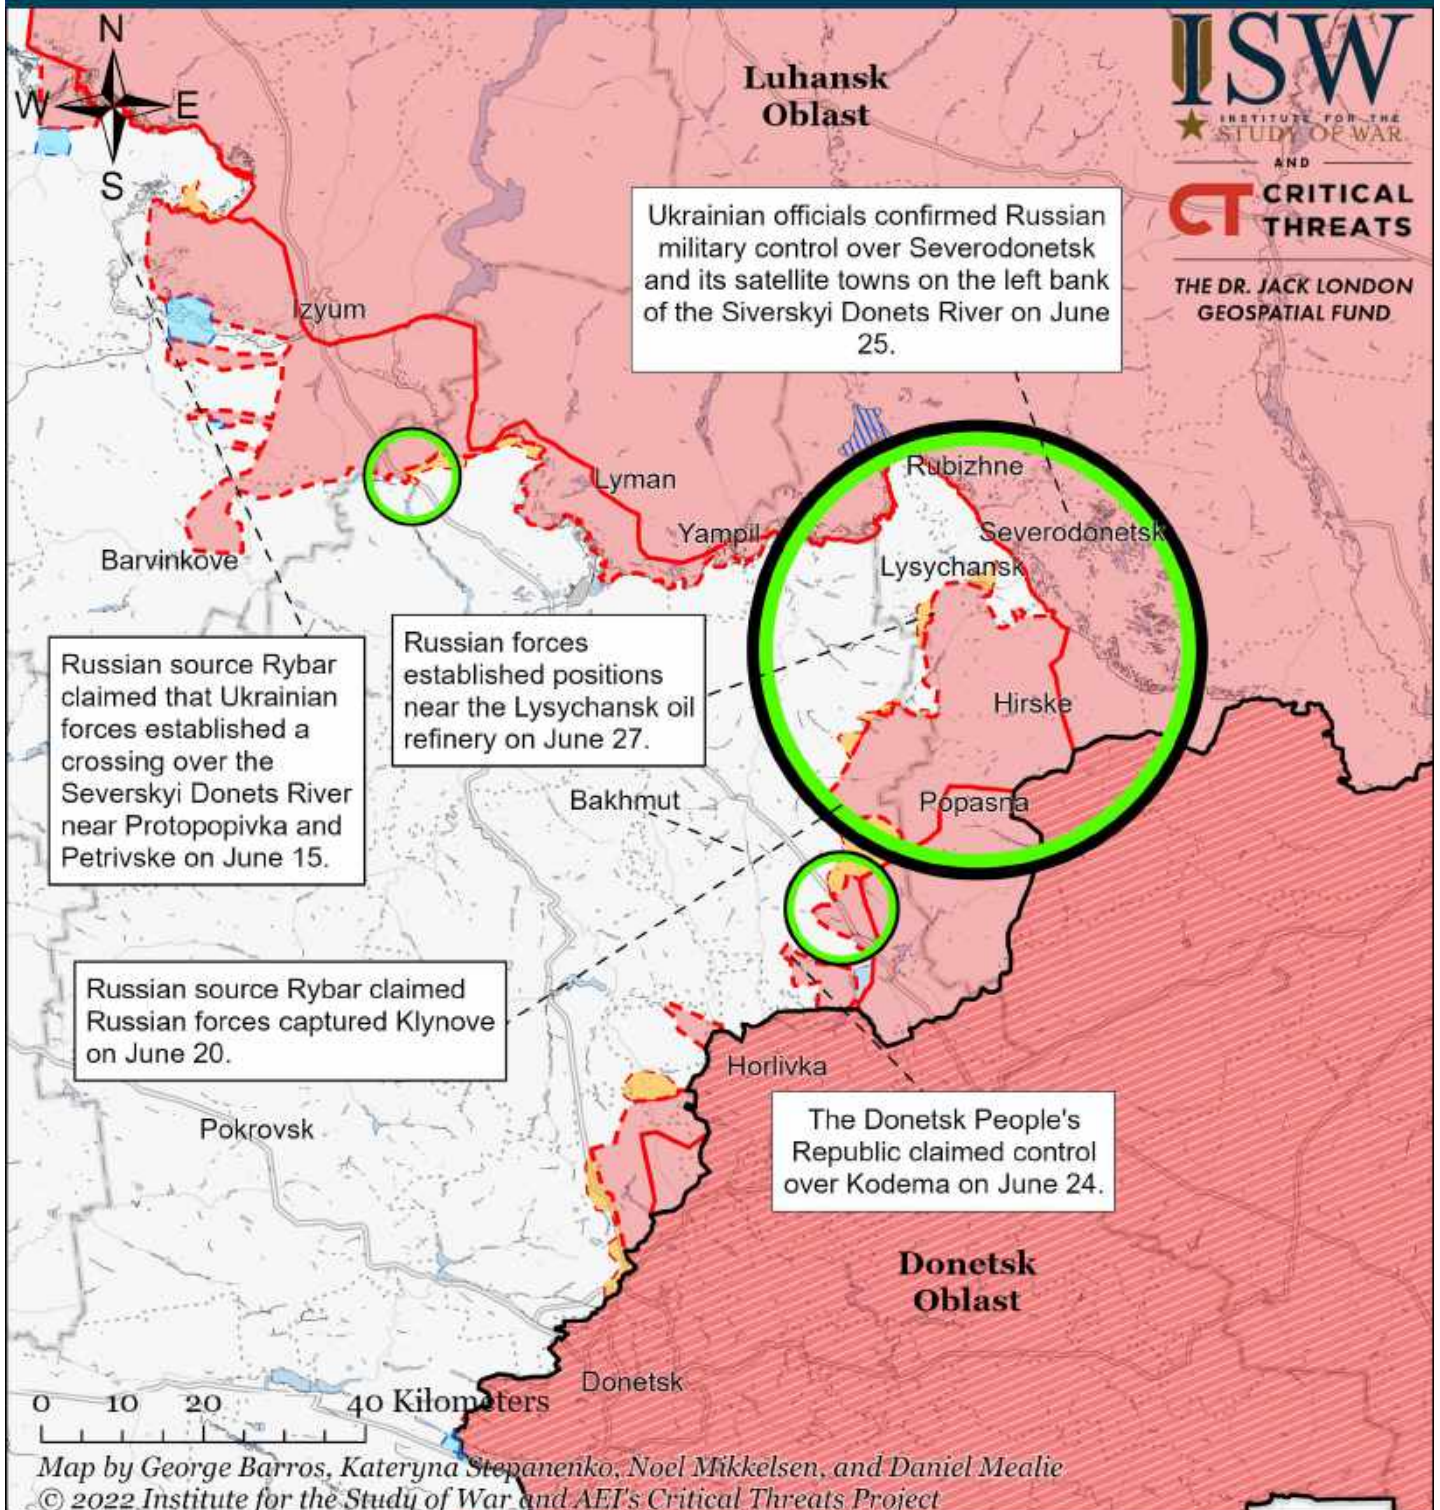 N
W E
S
Luhansk
Oblast
ISW
INSTITUTE FOR THE
STUDY OF WAR
AND
CT CRITICAL
THREATS
THE DR. JACK LONDON
GEOSPATIAL FUND
Ukrainian officials confirmed Russian
military control over Severodonetsk
and its satellite towns on the left bank
of the Siverskyi Donets River on June
25.
Izyum
Rubizhne
Lyman
Severodonetsk
Yampil
Barvinkove
Lysychansk
Russian source Rybar
claimed that Ukrainian
forces established a
crossing over the
Severskyi Donets River
near Protopopivka and
Petrivske on June 15.
Russian forces
established positions
near the Lysychansk oil
refinery on June 27.
Hirske
Bakhmut
Popasna
Russian source Rybar claimed
Russian forces captured Klynove
on June 20.
Horlivka
Pokrovsk
The Donetsk People's
Republic claimed control
over Kodema on June 24.
Donetsk
Oblast
Donetsk
0 10 20 40 Kilometers
Map by George Barros, Kateryna Stepanenko, Noel Mikkelsen, and Daniel Mealie
© 2022 Institute for the Study of War and AEI's Critical Threats Project